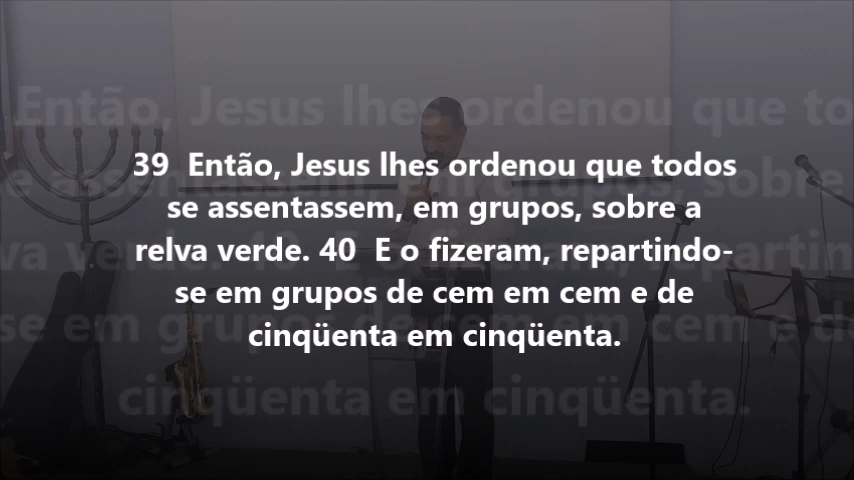 39  Então, Jesus lhes ordenou que todos
se assentassem, em grupos, sobre a
relva verde. 40  E o fizeram, repartindo-
se em grupos de cem em cem e de
cinqüenta em cinqüenta.